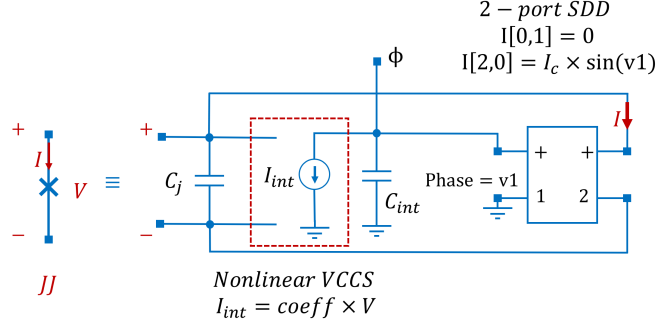 2 − port SDD
I[0,1] = 0
I[2,0] = I_c × sin(v1)
ϕ
+
+
I
I
V
≡
C_j
I_int
C_int
+
+
Phase = v1
1
2
−
−
JJ
Nonlinear VCCS
I_int = coeff × V